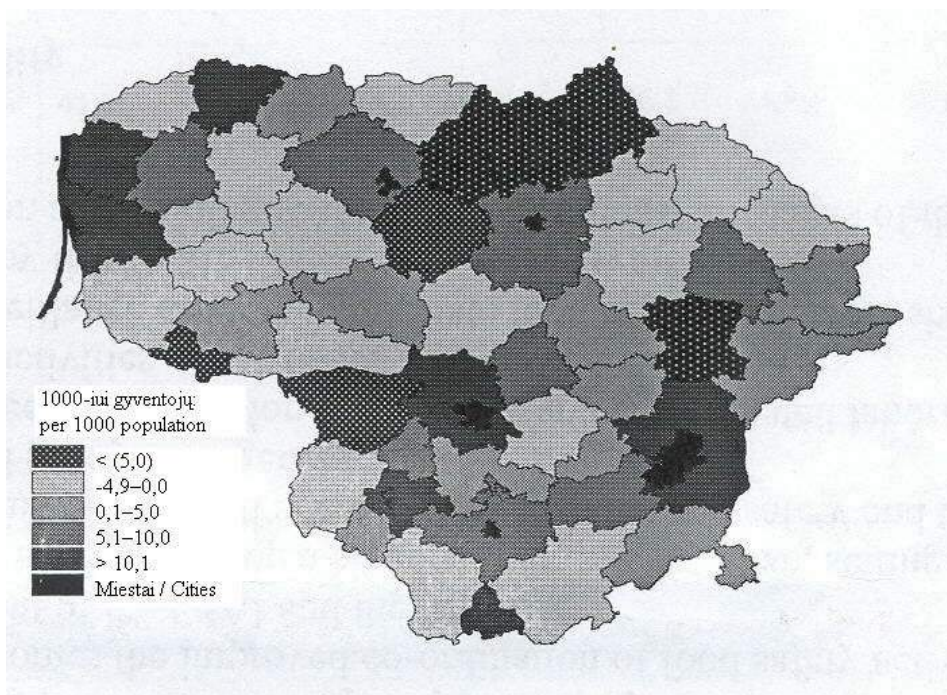 1000-iui gyventojų:
per 1000 population
< (5,0)
-4,9–0,0
0,1–5,0
5,1–10,0
> 10,1
Miestai / Cities